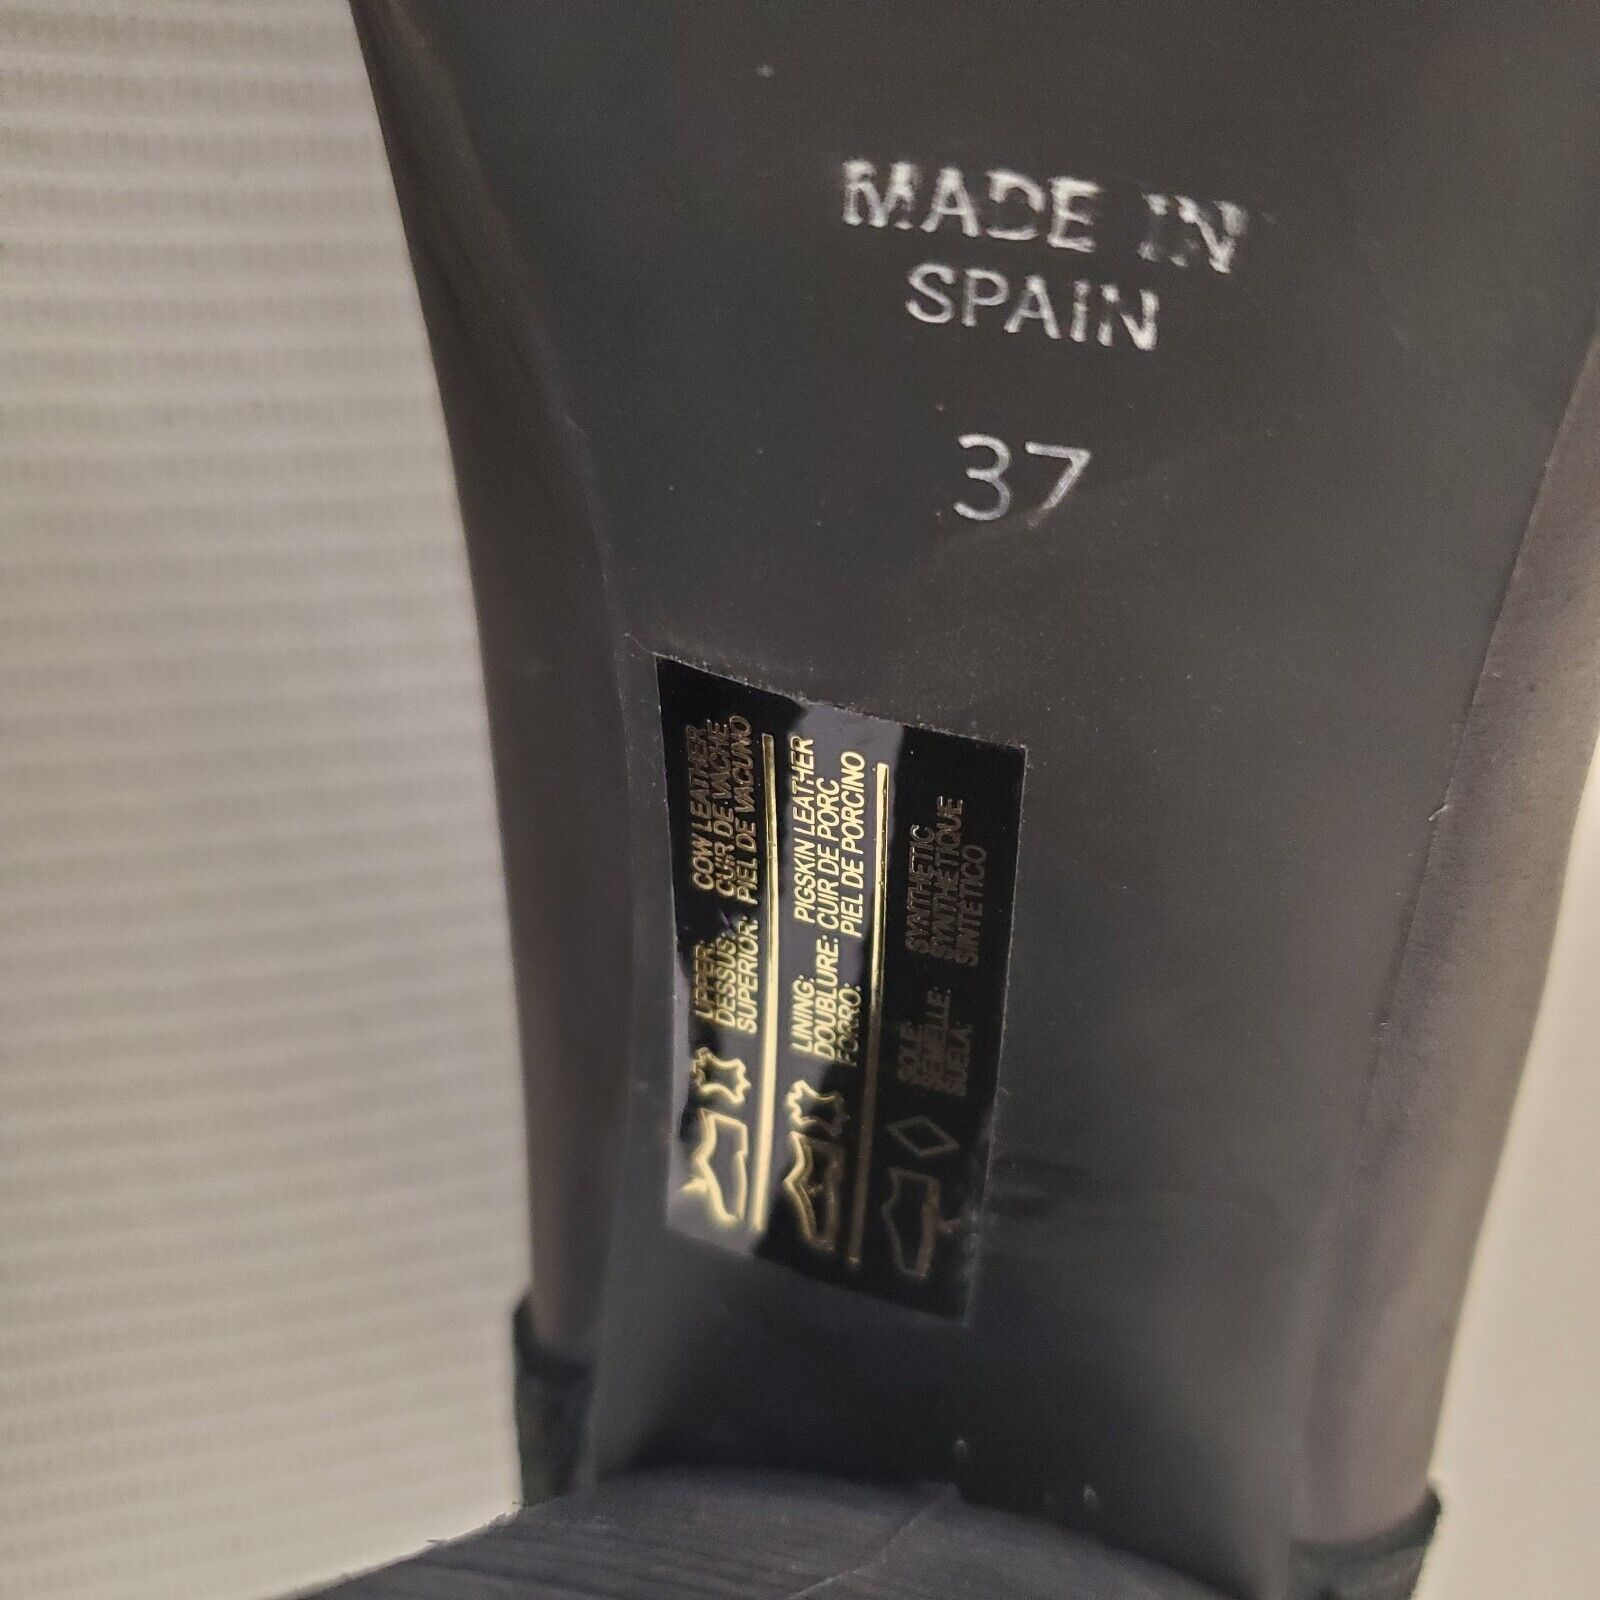 MADE IN
SPAIN
37
UPPER: COW LEATHER
DESSUS: CUIR DE VACHE
SUPERIOR: PIEL DE VACUNO
LINING: PIGSKIN LEATHER
DOUBLURE: CUIR DE PORC
FORRO: PIEL DE PORCINO
SOLE: SYNTHETIC
SEMELLE: SYNTHÉTIQUE
SUELA: SINTETICO